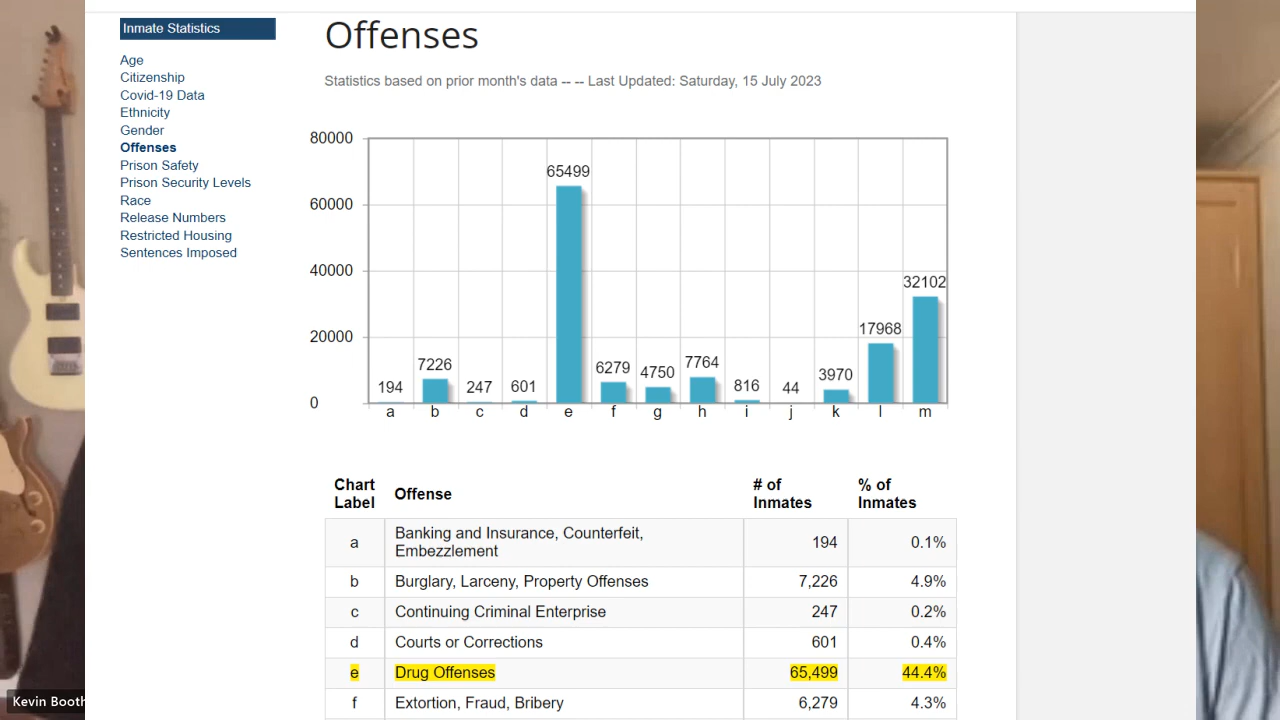 Inmate Statistics
Age
Citizenship
Covid-19 Data
Ethnicity
Gender
Offenses
Prison Safety
Prison Security Levels
Race
Release Numbers
Restricted Housing
Sentences Imposed
Offenses
Statistics based on prior month's data -- -- Last Updated: Saturday, 15 July 2023
80000
60000
40000
20000
0
194
7226
247
601
65499
6279
4750
7764
816
44
3970
17968
32102
a b c d e f g h i j k l m
Chart Label Offense # of Inmates % of Inmates
a Banking and Insurance, Counterfeit, Embezzlement 194 0.1%
b Burglary, Larceny, Property Offenses 7,226 4.9%
c Continuing Criminal Enterprise 247 0.2%
d Courts or Corrections 601 0.4%
e Drug Offenses 65,499 44.4%
f Extortion, Fraud, Bribery 6,279 4.3%
Kevin Booth